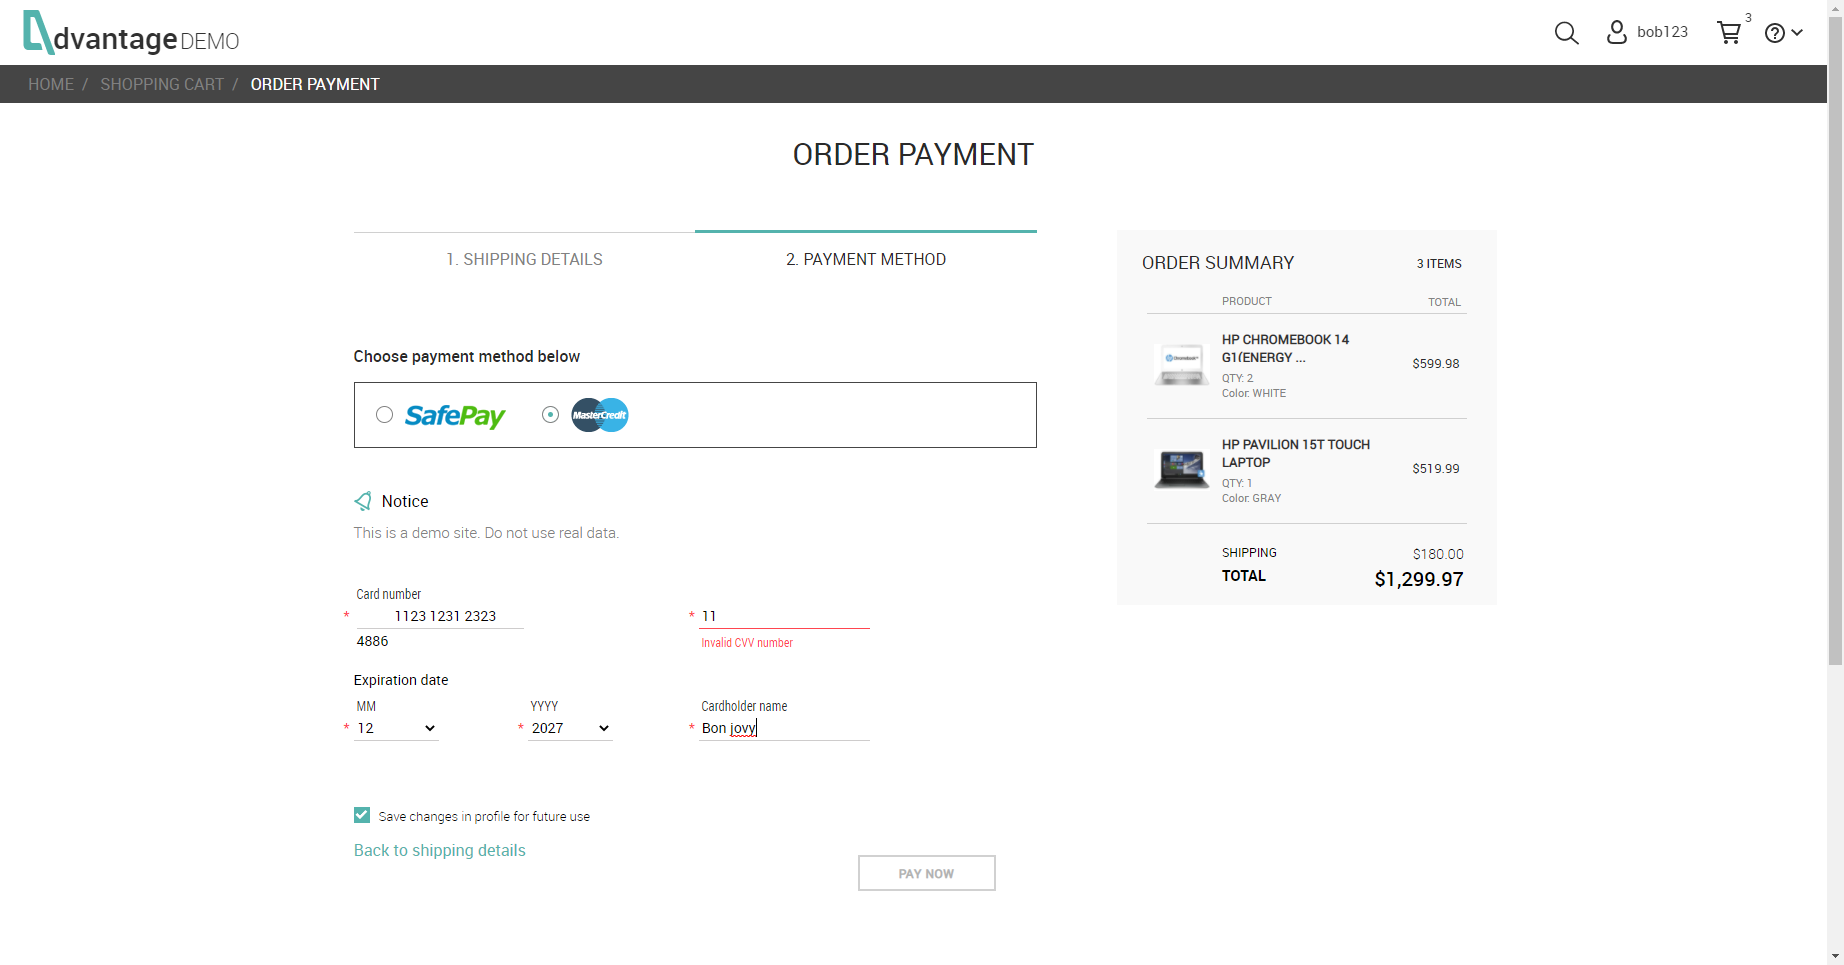 dvantage DEMO
bob123
3
HOME / SHOPPING CART / ORDER PAYMENT
ORDER PAYMENT
1. SHIPPING DETAILS
2. PAYMENT METHOD
Choose payment method below
SafePay
MasterCredit
Notice
This is a demo site. Do not use real data.
Card number
* 1123 1231 2323
4886
* 11
Invalid CVV number
Expiration date
MM
* 12
YYYY
* 2027
Cardholder name
* Bon jovy
Save changes in profile for future use
Back to shipping details
PAY NOW
ORDER SUMMARY
3 ITEMS
PRODUCT
TOTAL
HP CHROMEBOOK 14
G1(ENERGY ...
QTY: 2
Color: WHITE
$599.98
HP PAVILION 15T TOUCH
LAPTOP
QTY: 1
Color: GRAY
$519.99
SHIPPING
$180.00
TOTAL
$1,299.97